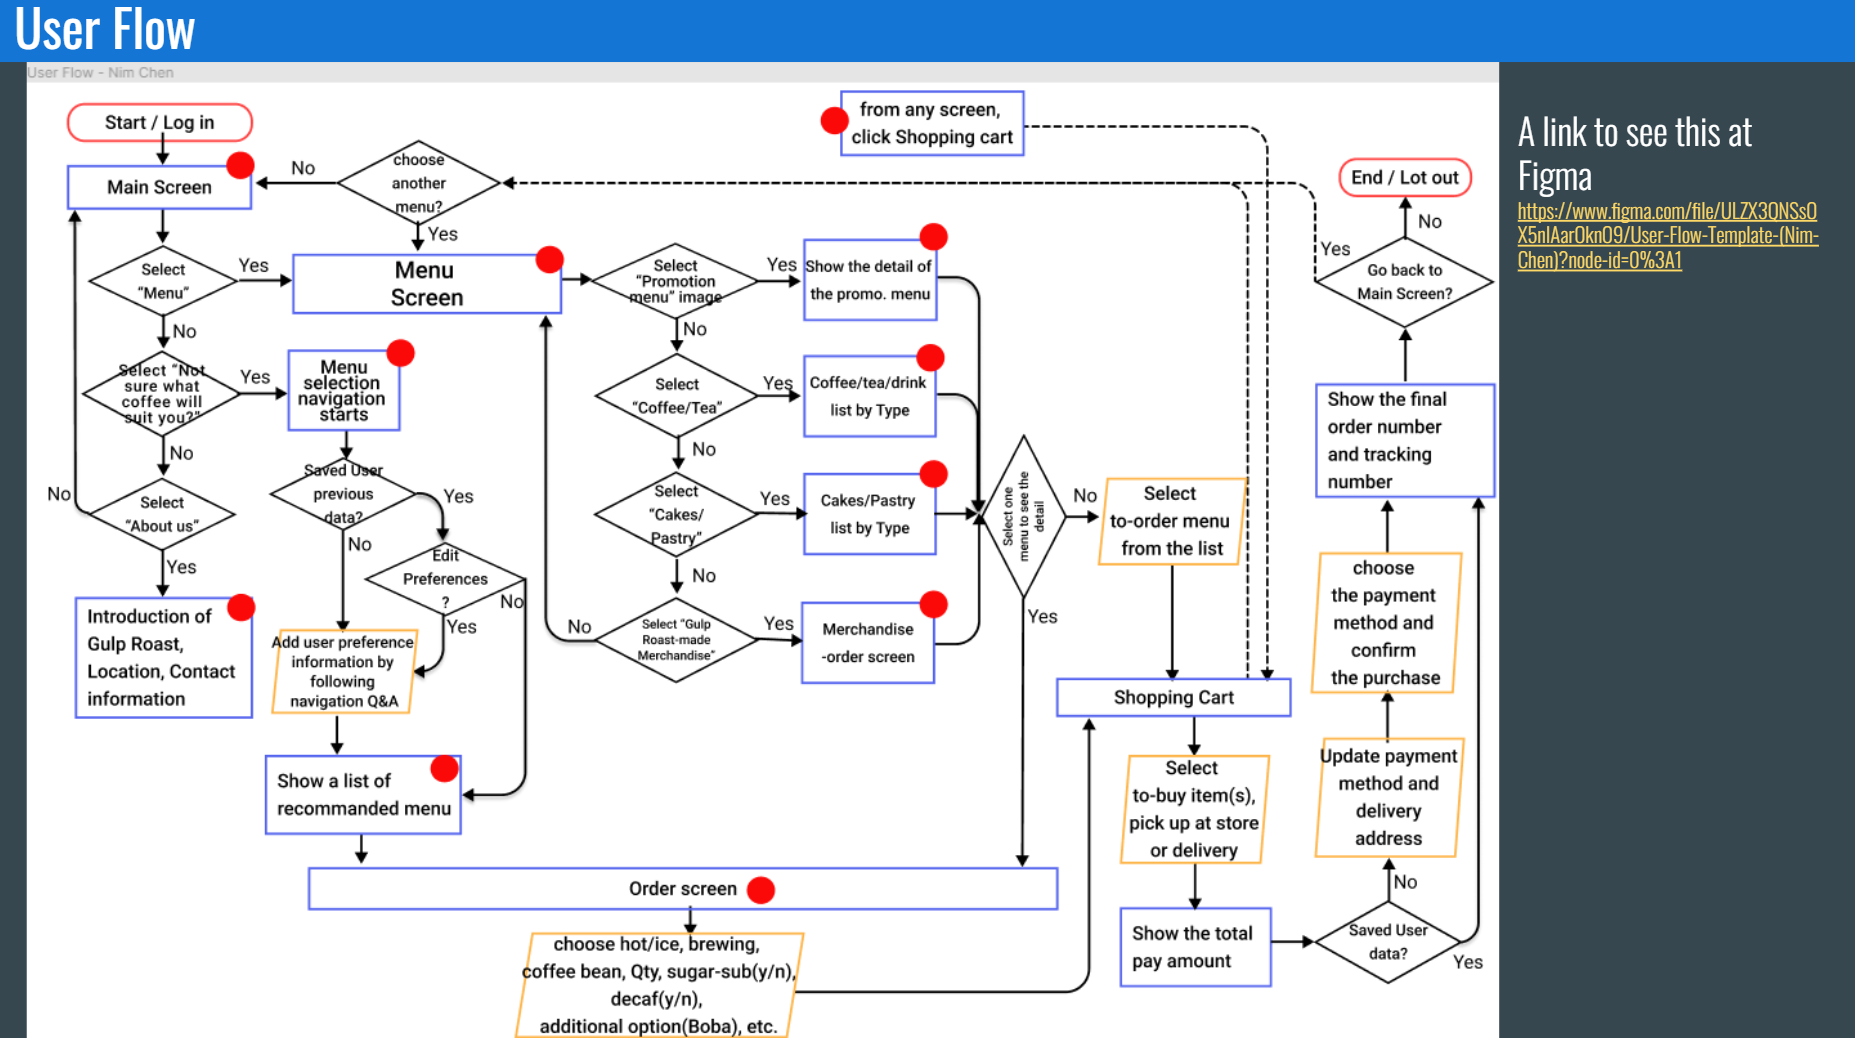 User Flow
User Flow - Nim Chen
Start / Log in
Main Screen
No
choose
another
menu?
Yes
from any screen,
click Shopping cart
Select
“Menu”
Yes
No
Menu
Screen
Select “Not
sure what
coffee will
suit you?”
Yes
No
Menu
selection
navigation
starts
Select
“About us”
No
Yes
Introduction of
Gulp Roast,
Location, Contact
information
Saved User
previous
data?
Yes
No
Edit
Preferences
?
No
Yes
Add user preference
information by
following
navigation Q&A
Show a list of
recommanded menu
Select
“Promotion
menu” image
Yes
No
Show the detail of
the promo. menu
Select
“Coffee/Tea”
Yes
No
Coffee/tea/drink
list by Type
Select
“Cakes/
Pastry”
Yes
No
Cakes/Pastry
list by Type
Select “Gulp
Roast-made
Merchandise”
No
Yes
Merchandise
-order screen
Select one
menu to see the
detail
No
Yes
Select
to-order menu
from the list
Order screen
choose hot/ice, brewing,
coffee bean, Qty, sugar-sub(y/n),
decaf(y/n),
additional option(Boba), etc.
Shopping Cart
Select
to-buy item(s),
pick up at store
or delivery
Show the total
pay amount
Saved User
data?
No
Yes
Update payment
method and
delivery
address
choose
the payment
method and
confirm
the purchase
Show the final
order number
and tracking
number
Go back to
Main Screen?
Yes
No
End / Lot out
A link to see this at
Figma
https://www.figma.com/file/ULZX3QNSsO
X5nlAarOknO9/User-Flow-Template-(Nim-
Chen)?node-id=0%3A1